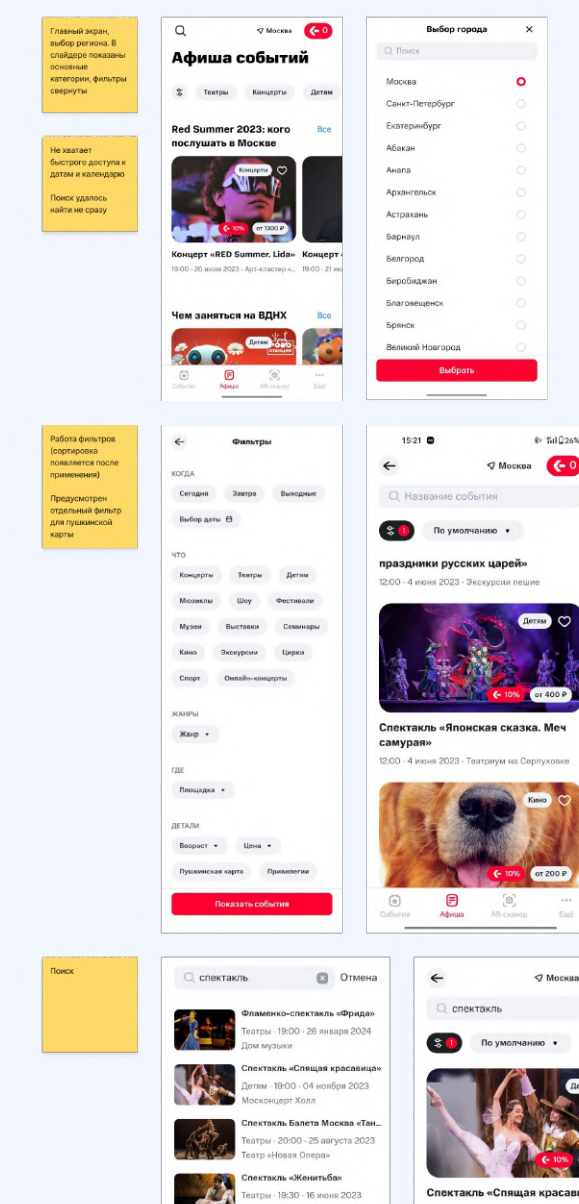 Главный экран,
выбор региона. В
слайдере показаны
основные
категории, фильтры
свернуты
Не хватает
быстрого доступа к
датам и календарю
Поиск удалось
найти не сразу
Москва
0
Афиша событий
Театры
Концерты
Детям
Red Summer 2023: кого
послушать в Москве
Все
Концерты
10%
от 1300 ₽
Концерт «RED Summer. Lida»
Концерт
19:00 · 20 июля 2023 · Арт-кластер «...
19:00 · 21 ию
Чем заняться на ВДНХ
Все
Детям
СТАНЦИЯ
События
Афиша
AR-сканер
Ещё
Выбор города
Поиск
Москва
Санкт-Петербург
Екатеринбург
Абакан
Анапа
Архангельск
Астрахань
Барнаул
Белгород
Биробиджан
Благовещенск
Брянск
Великий Новгород
Выбрать
Работа фильтров
(сортировка
появляется после
применения)
Предусмотрен
отдельный фильтр
для пушкинской
карты
Фильтры
КОГДА
Сегодня
Завтра
Выходные
Выбор даты
ЧТО
Концерты
Театры
Детям
Мюзиклы
Шоу
Фестивали
Музеи
Выставки
Семинары
Кино
Экскурсии
Цирки
Спорт
Онлайн-концерты
ЖАНРЫ
Жанр
ГДЕ
Площадка
ДЕТАЛИ
Возраст
Цена
Пушкинская карта
Привилегии
Показать события
15:21
26%
Москва
0
Название события
1
По умолчанию
праздники русских царей»
12:00 · 4 июня 2023 · Экскурсии пешие
Детям
10%
от 400 ₽
Спектакль «Японская сказка. Меч
самурая»
12:00 · 4 июня 2023 · Театриум на Серпуховке
Кино
10%
от 200 ₽
События
Афиша
AR-сканер
Ещё
Поиск
спектакль
Отмена
Фламенко-спектакль «Фрида»
Театры · 19:00 · 26 января 2024
Дом музыки
Спектакль «Спящая красавица»
Детям · 19:00 · 04 ноября 2023
Москонцерт Холл
Спектакль Балета Москва «Тан...
Театры · 20:00 · 25 августа 2023
Театр «Новая Опера»
Спектакль «Женитьба»
Театры · 19:30 · 16 июня 2023
Москва
спектакль
1
По умолчанию
Де
10%
Спектакль «Спящая красави